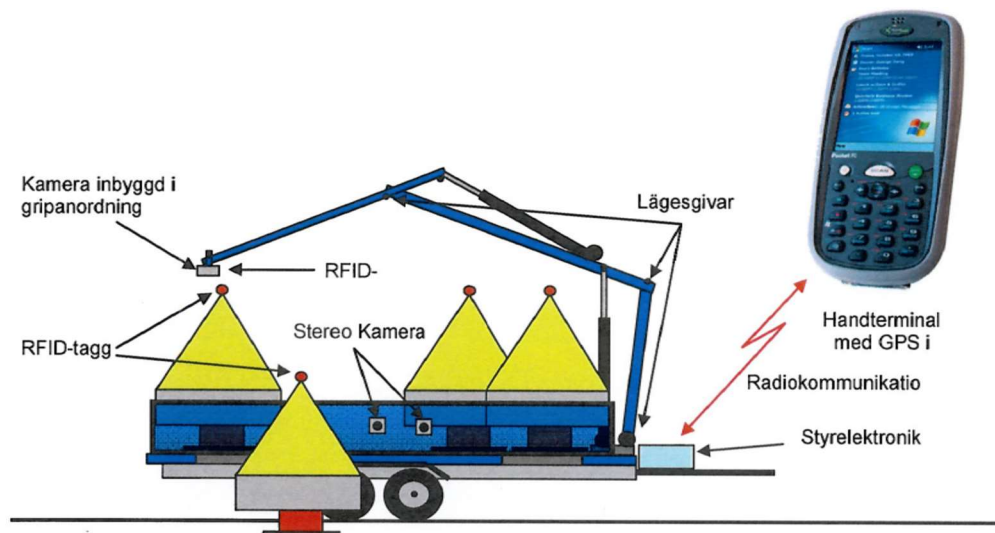 Kamera inbyggd i
gripanordning
RFID-
RFID-tagg
Stereo Kamera
Lägesgivar
Handterminal
med GPS i
Radiokommunikatio
Styrelektronik